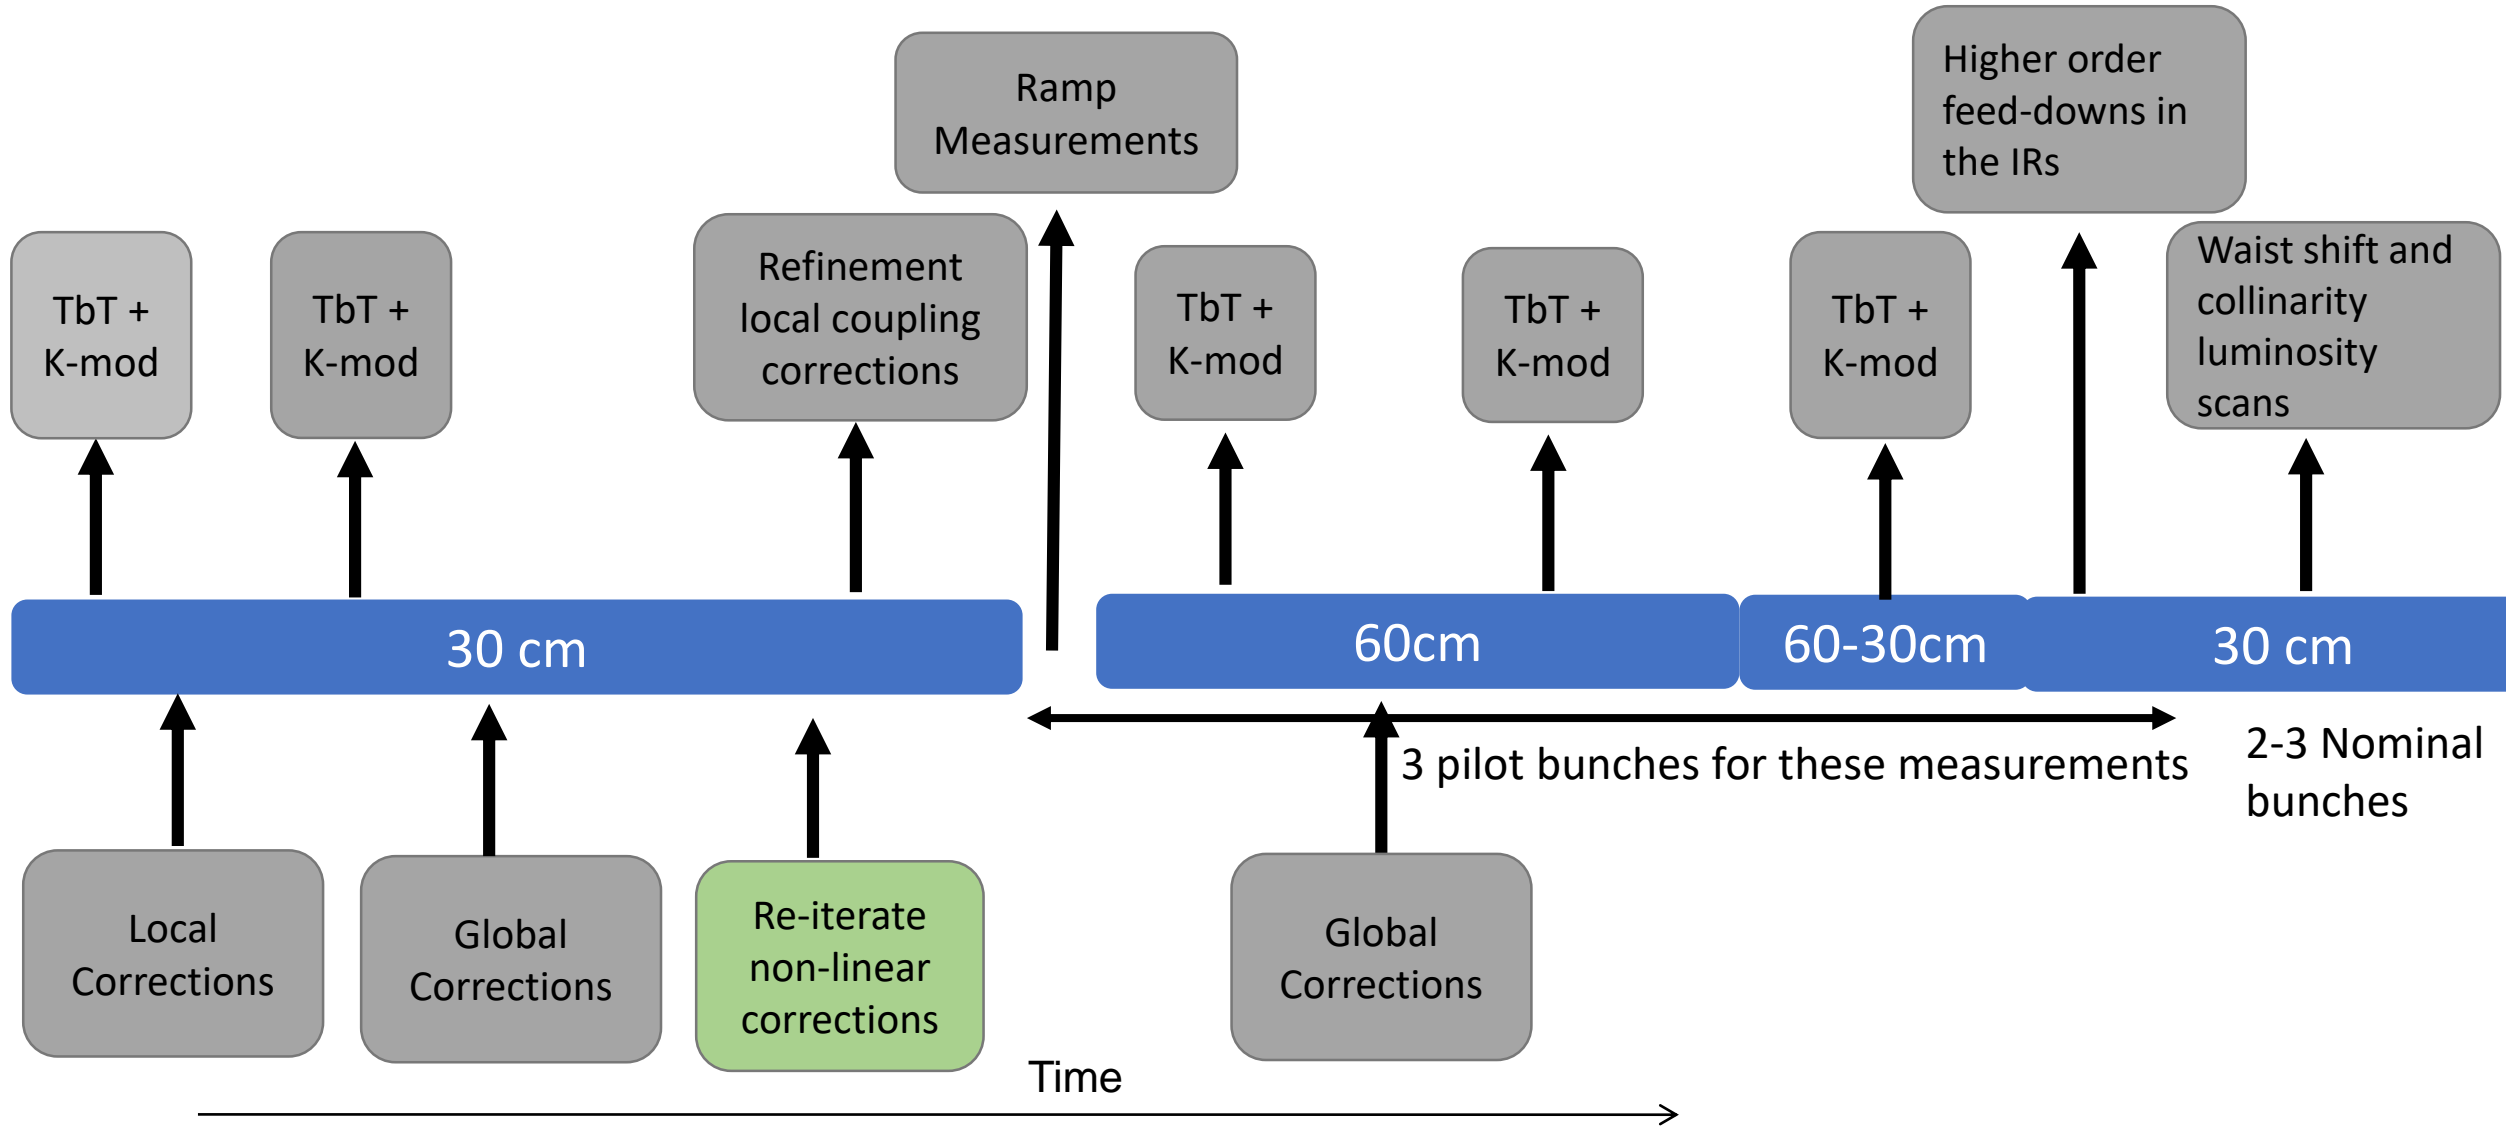 Ramp
Measurements
Higher order
feed-downs in
the IRs
TbT +
K-mod
TbT +
K-mod
Refinement
local coupling
corrections
TbT +
K-mod
TbT +
K-mod
TbT +
K-mod
Waist shift and
collinarity
luminosity
scans
30 cm
60cm
60-30cm
30 cm
3 pilot bunches for these measurements
2-3 Nominal
bunches
Local
Corrections
Global
Corrections
Re-iterate
non-linear
corrections
Global
Corrections
Time